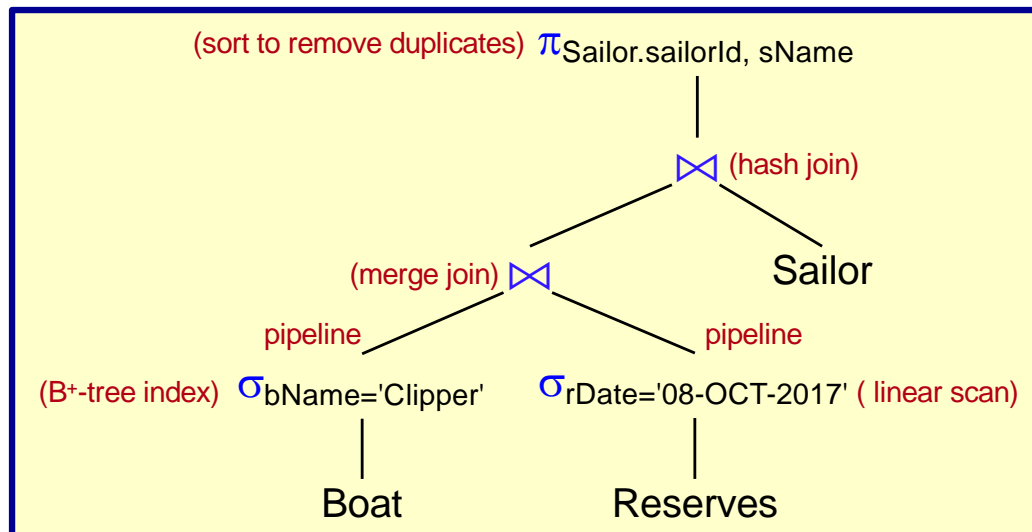 (sort to remove duplicates) πSailor.sailorId, sName
⋈ (hash join)
Sailor
(merge join) ⋈
pipeline pipeline
(B+-tree index) σbName='Clipper' σrDate='08-OCT-2017' ( linear scan)
Boat Reserves